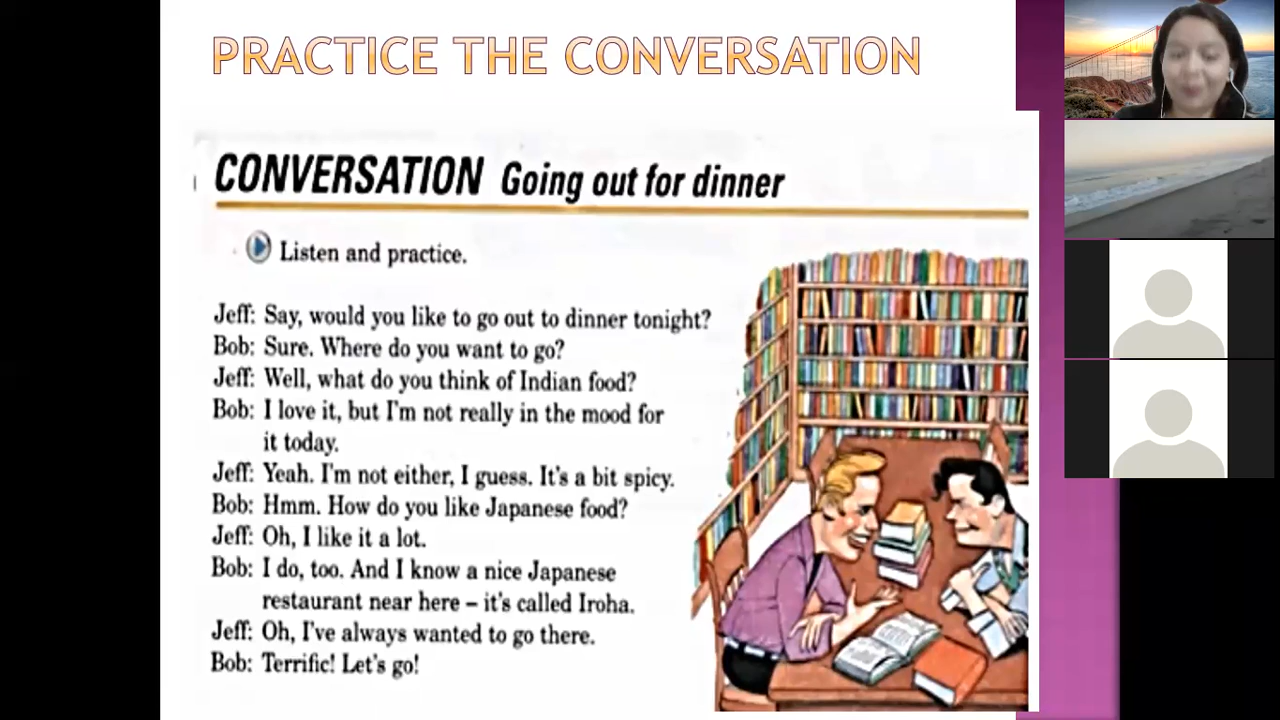 PRACTICE THE CONVERSATION
CONVERSATION Going out for dinner
Listen and practice.
Jeff: Say, would you like to go out to dinner tonight?
Bob: Sure. Where do you want to go?
Jeff: Well, what do you think of Indian food?
Bob: I love it, but I'm not really in the mood for
it today.
Jeff: Yeah. I'm not either, I guess. It's a bit spicy.
Bob: Hmm. How do you like Japanese food?
Jeff: Oh, I like it a lot.
Bob: I do, too. And I know a nice Japanese
restaurant near here – it's called Iroha.
Jeff: Oh, I've always wanted to go there.
Bob: Terrific! Let's go!